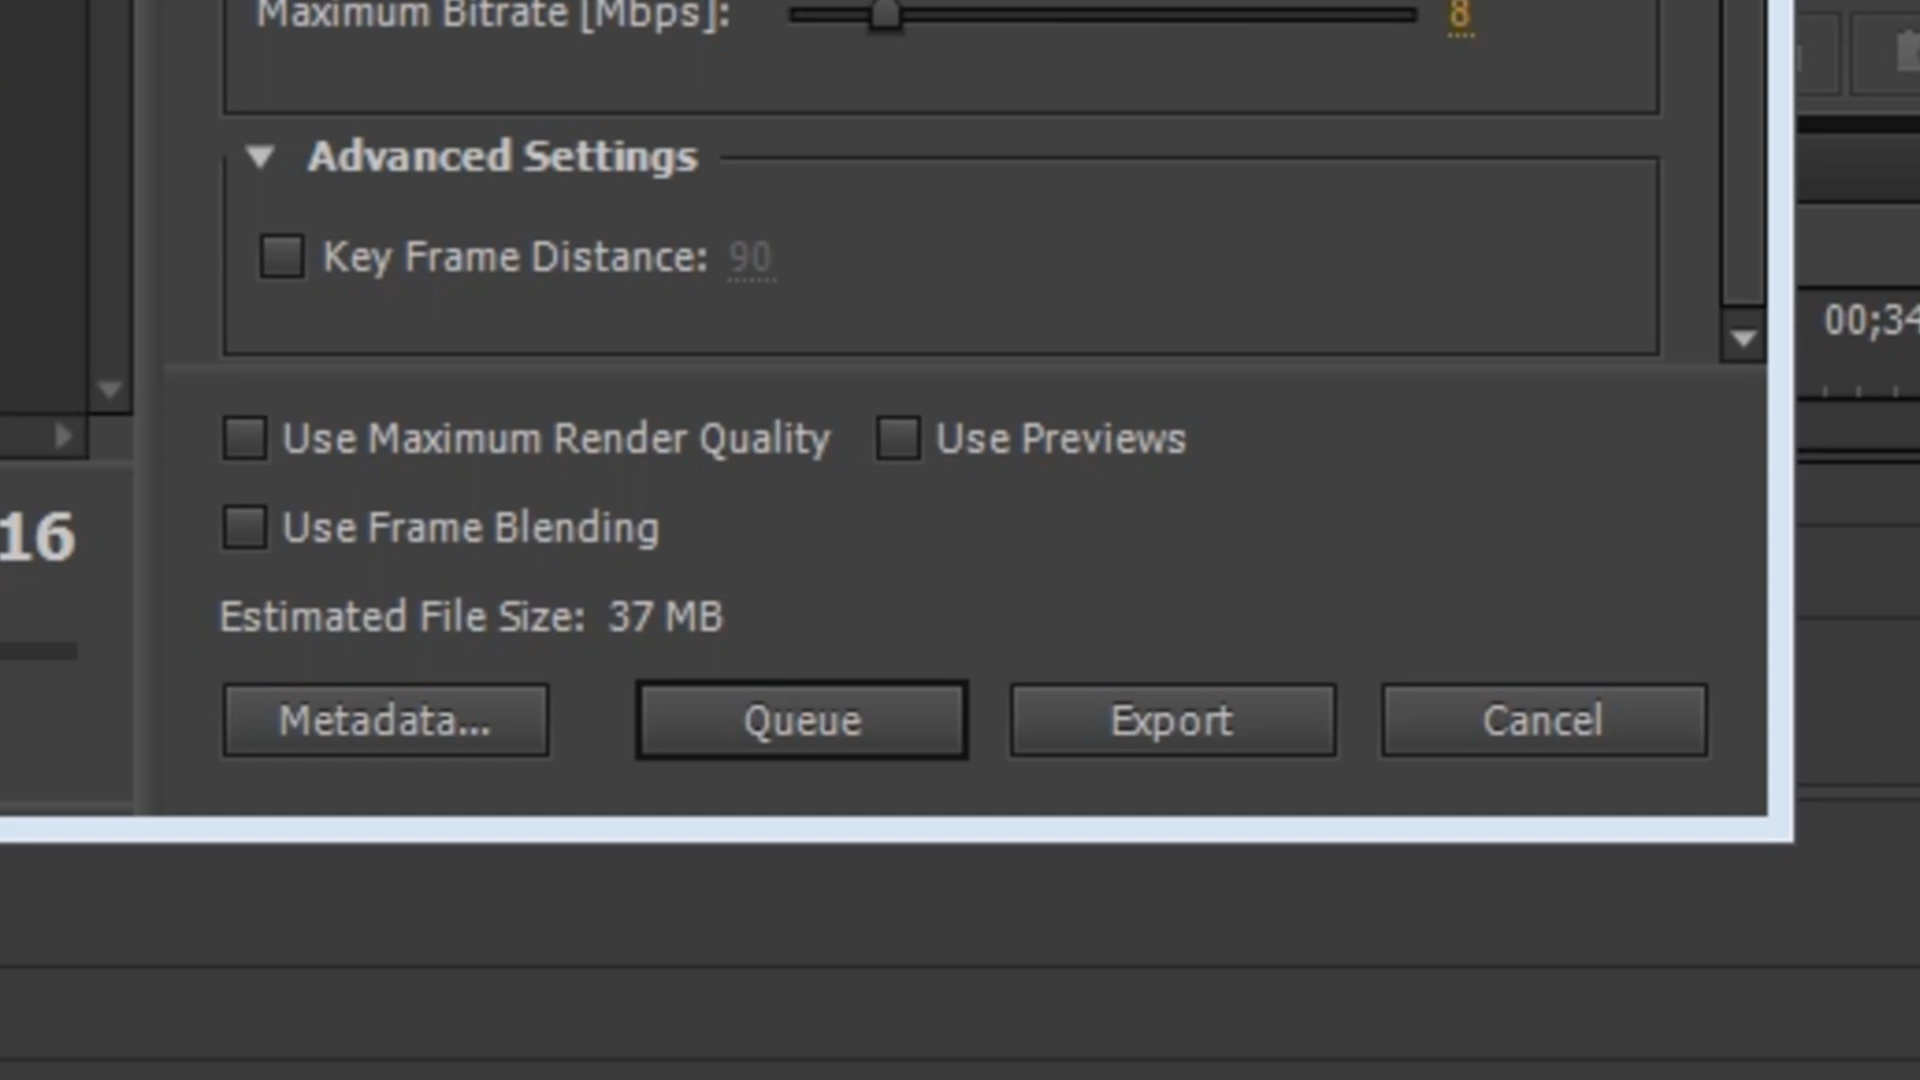 Maximum Bitrate [Mbps]: 8
Advanced Settings
Key Frame Distance: 90
00;34
Use Maximum Render Quality Use Previews
16
Use Frame Blending
Estimated File Size: 37 MB
Metadata... Queue Export Cancel